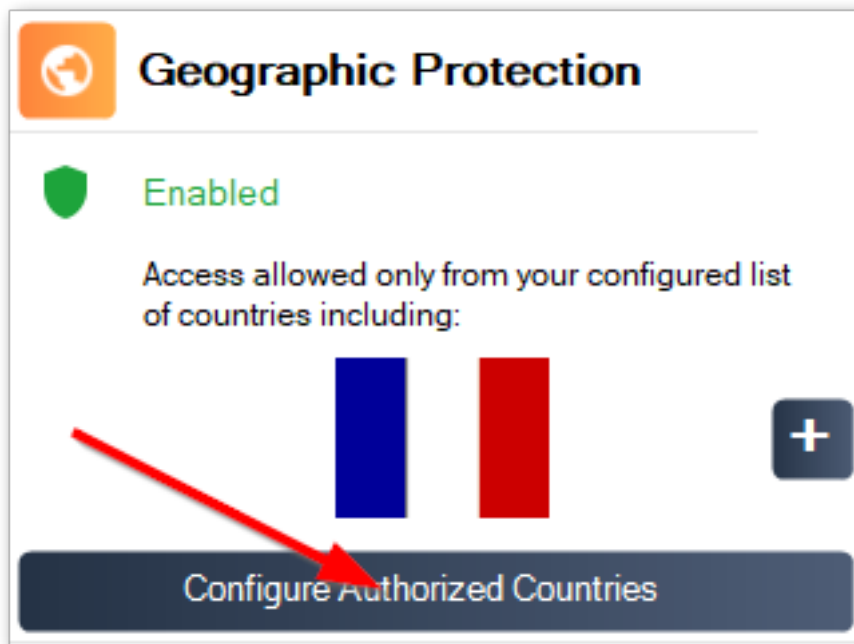 Geographic Protection
Enabled
Access allowed only from your configured list
of countries including:
+
Configure Authorized Countries